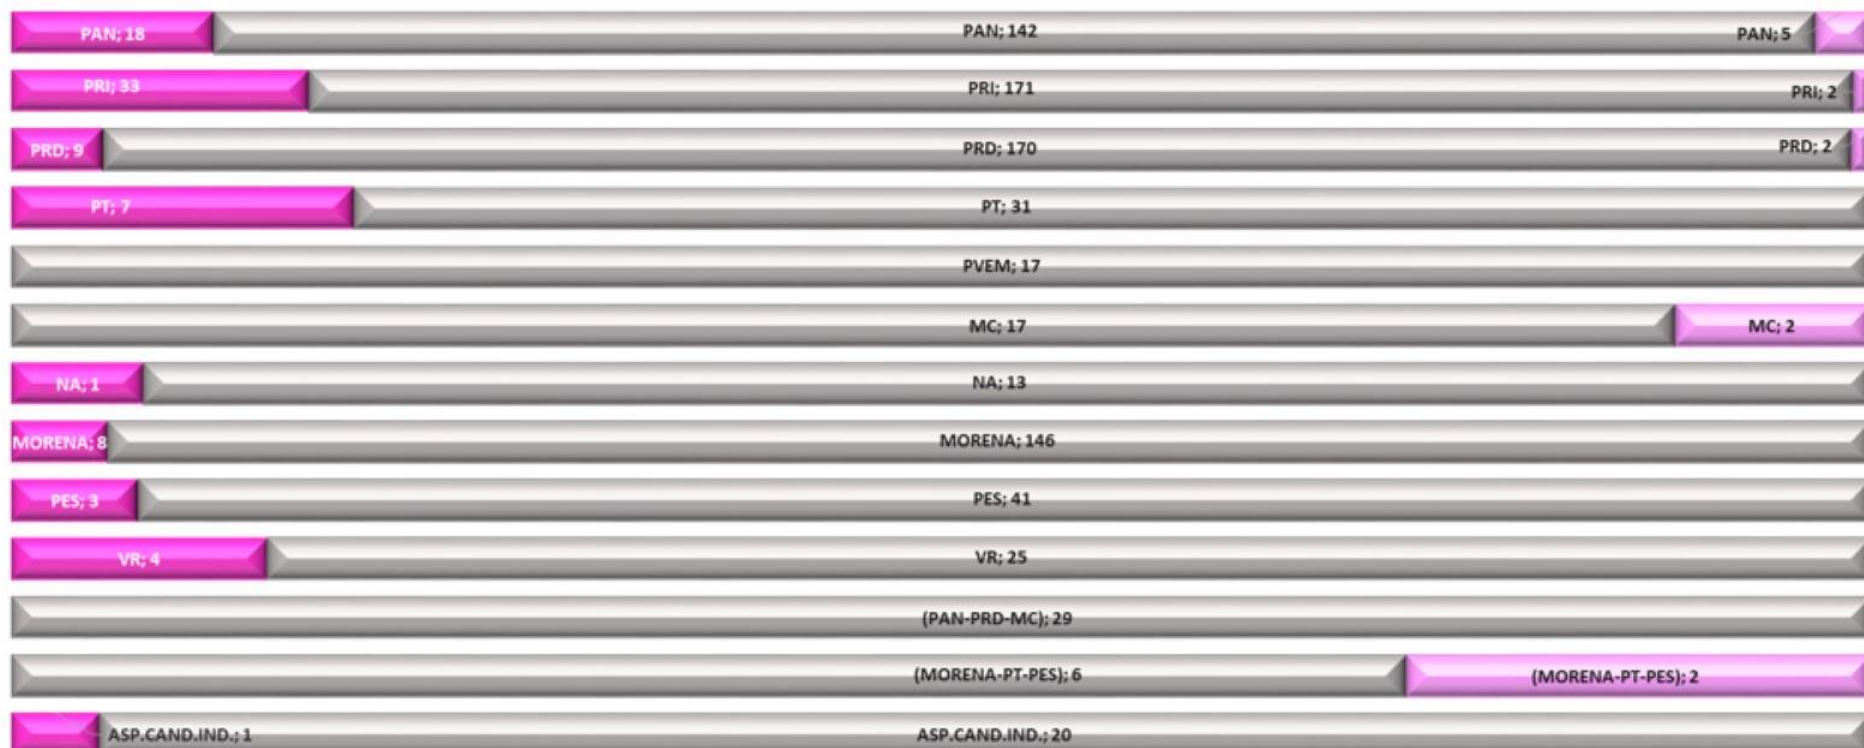 PAN; 18 PAN; 142 PAN; 5
PRI; 33 PRI; 171 PRI; 2
PRD; 9 PRD; 170 PRD; 2
PT; 7 PT; 31
PVEM; 17
MC; 17 MC; 2
NA; 1 NA; 13
MORENA; 8 MORENA; 146
PES; 3 PES; 41
VR; 4 VR; 25
(PAN-PRD-MC); 29
(MORENA-PT-PES); 6 (MORENA-PT-PES); 2
ASP.CAND.IND.; 1 ASP.CAND.IND.; 20